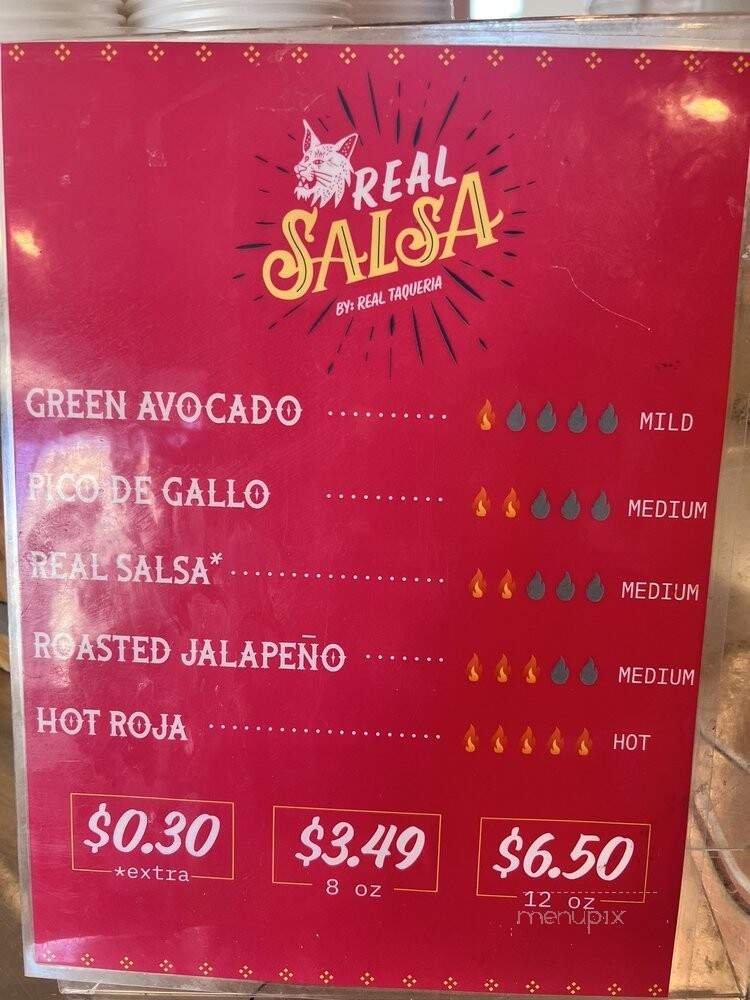 REAL
SALSA
BY: REAL TAQUERIA
GREEN AVOCADO .......... MILD
PICO DE GALLO .......... MEDIUM
REAL SALSA* .................. MEDIUM
ROASTED JALAPEÑO ....... MEDIUM
HOT ROJA .................... HOT
$0.30 $3.49 $6.50
*extra 8 oz 12 oz
menupix